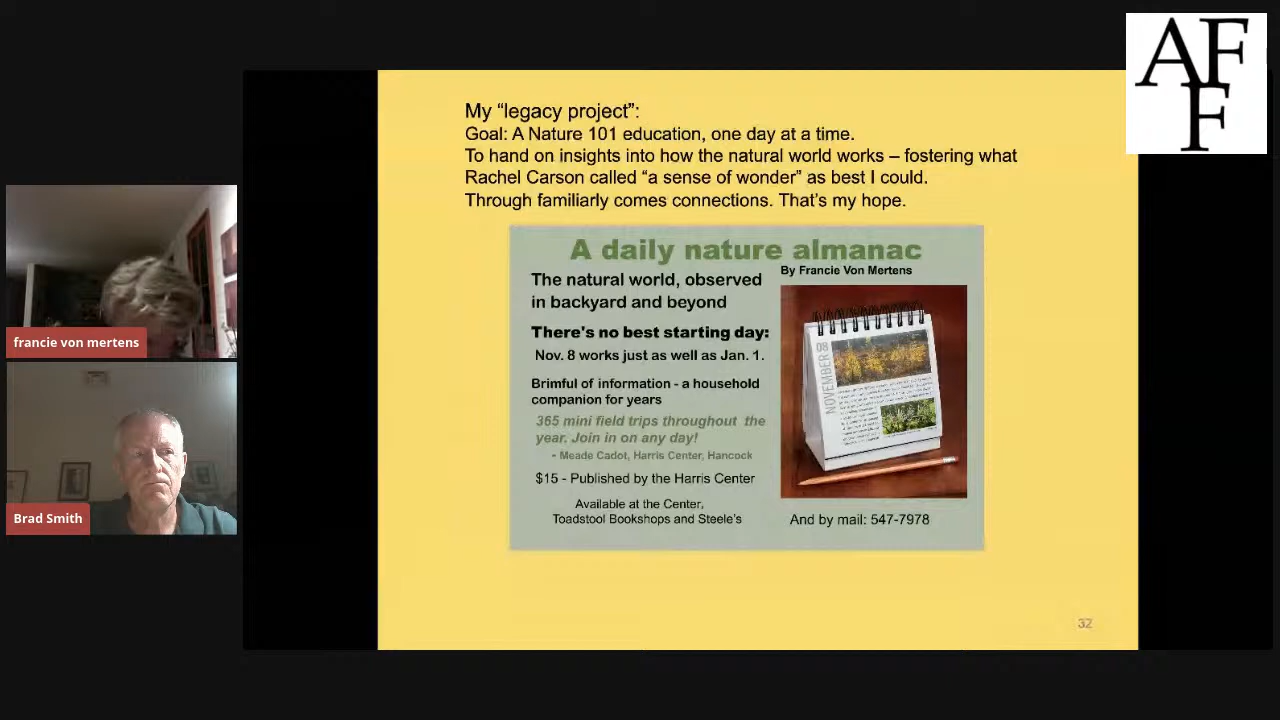 AF
F
My “legacy project”:
Goal: A Nature 101 education, one day at a time.
To hand on insights into how the natural world works – fostering what
Rachel Carson called “a sense of wonder” as best I could.
Through familiarly comes connections. That’s my hope.
A daily nature almanac
By Francie Von Mertens
The natural world, observed
in backyard and beyond
There's no best starting day:
Nov. 8 works just as well as Jan. 1.
Brimful of information - a household
companion for years
365 mini field trips throughout the
year. Join in on any day!
- Meade Cadot, Harris Center, Hancock
$15 - Published by the Harris Center
Available at the Center,
Toadstool Bookshops and Steele’s
NOVEMBER 08
And by mail: 547-7978
32
francie von mertens
Brad Smith